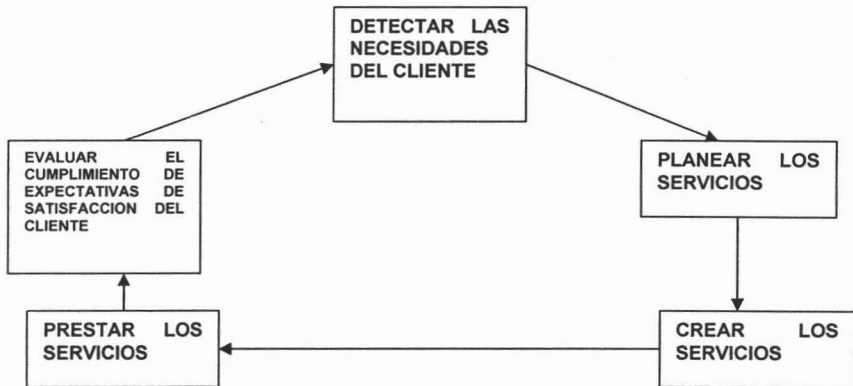 DETECTAR LAS
NECESIDADES
DEL CLIENTE
PLANEAR LOS
SERVICIOS
CREAR LOS
SERVICIOS
PRESTAR LOS
SERVICIOS
EVALUAR EL
CUMPLIMIENTO DE
EXPECTATIVAS DE
SATISFACCION DEL
CLIENTE